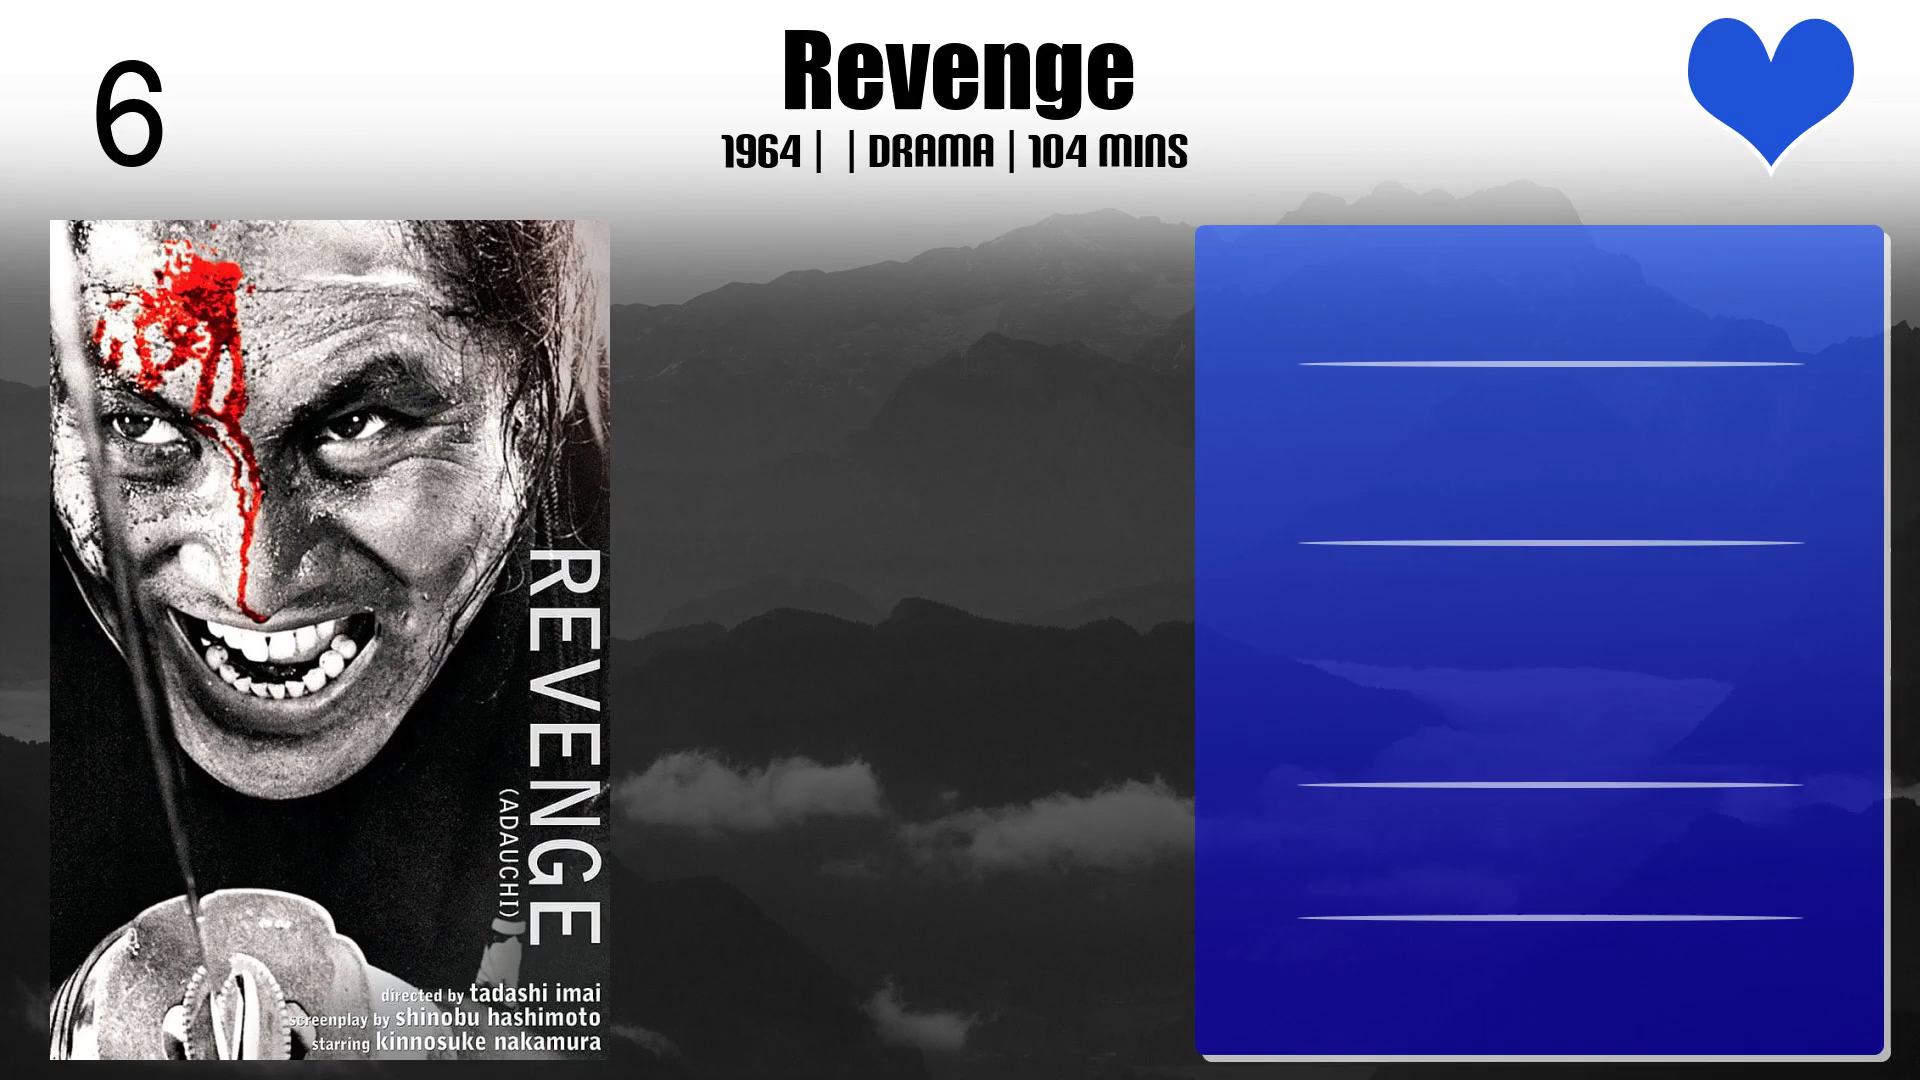 6
Revenge
1964 | | DRAMA | 104 MINS
REVENGE
(ADAUCHI)
directed by tadashi imai
screenplay by shinobu hashimoto
starring kinnosuke nakamura